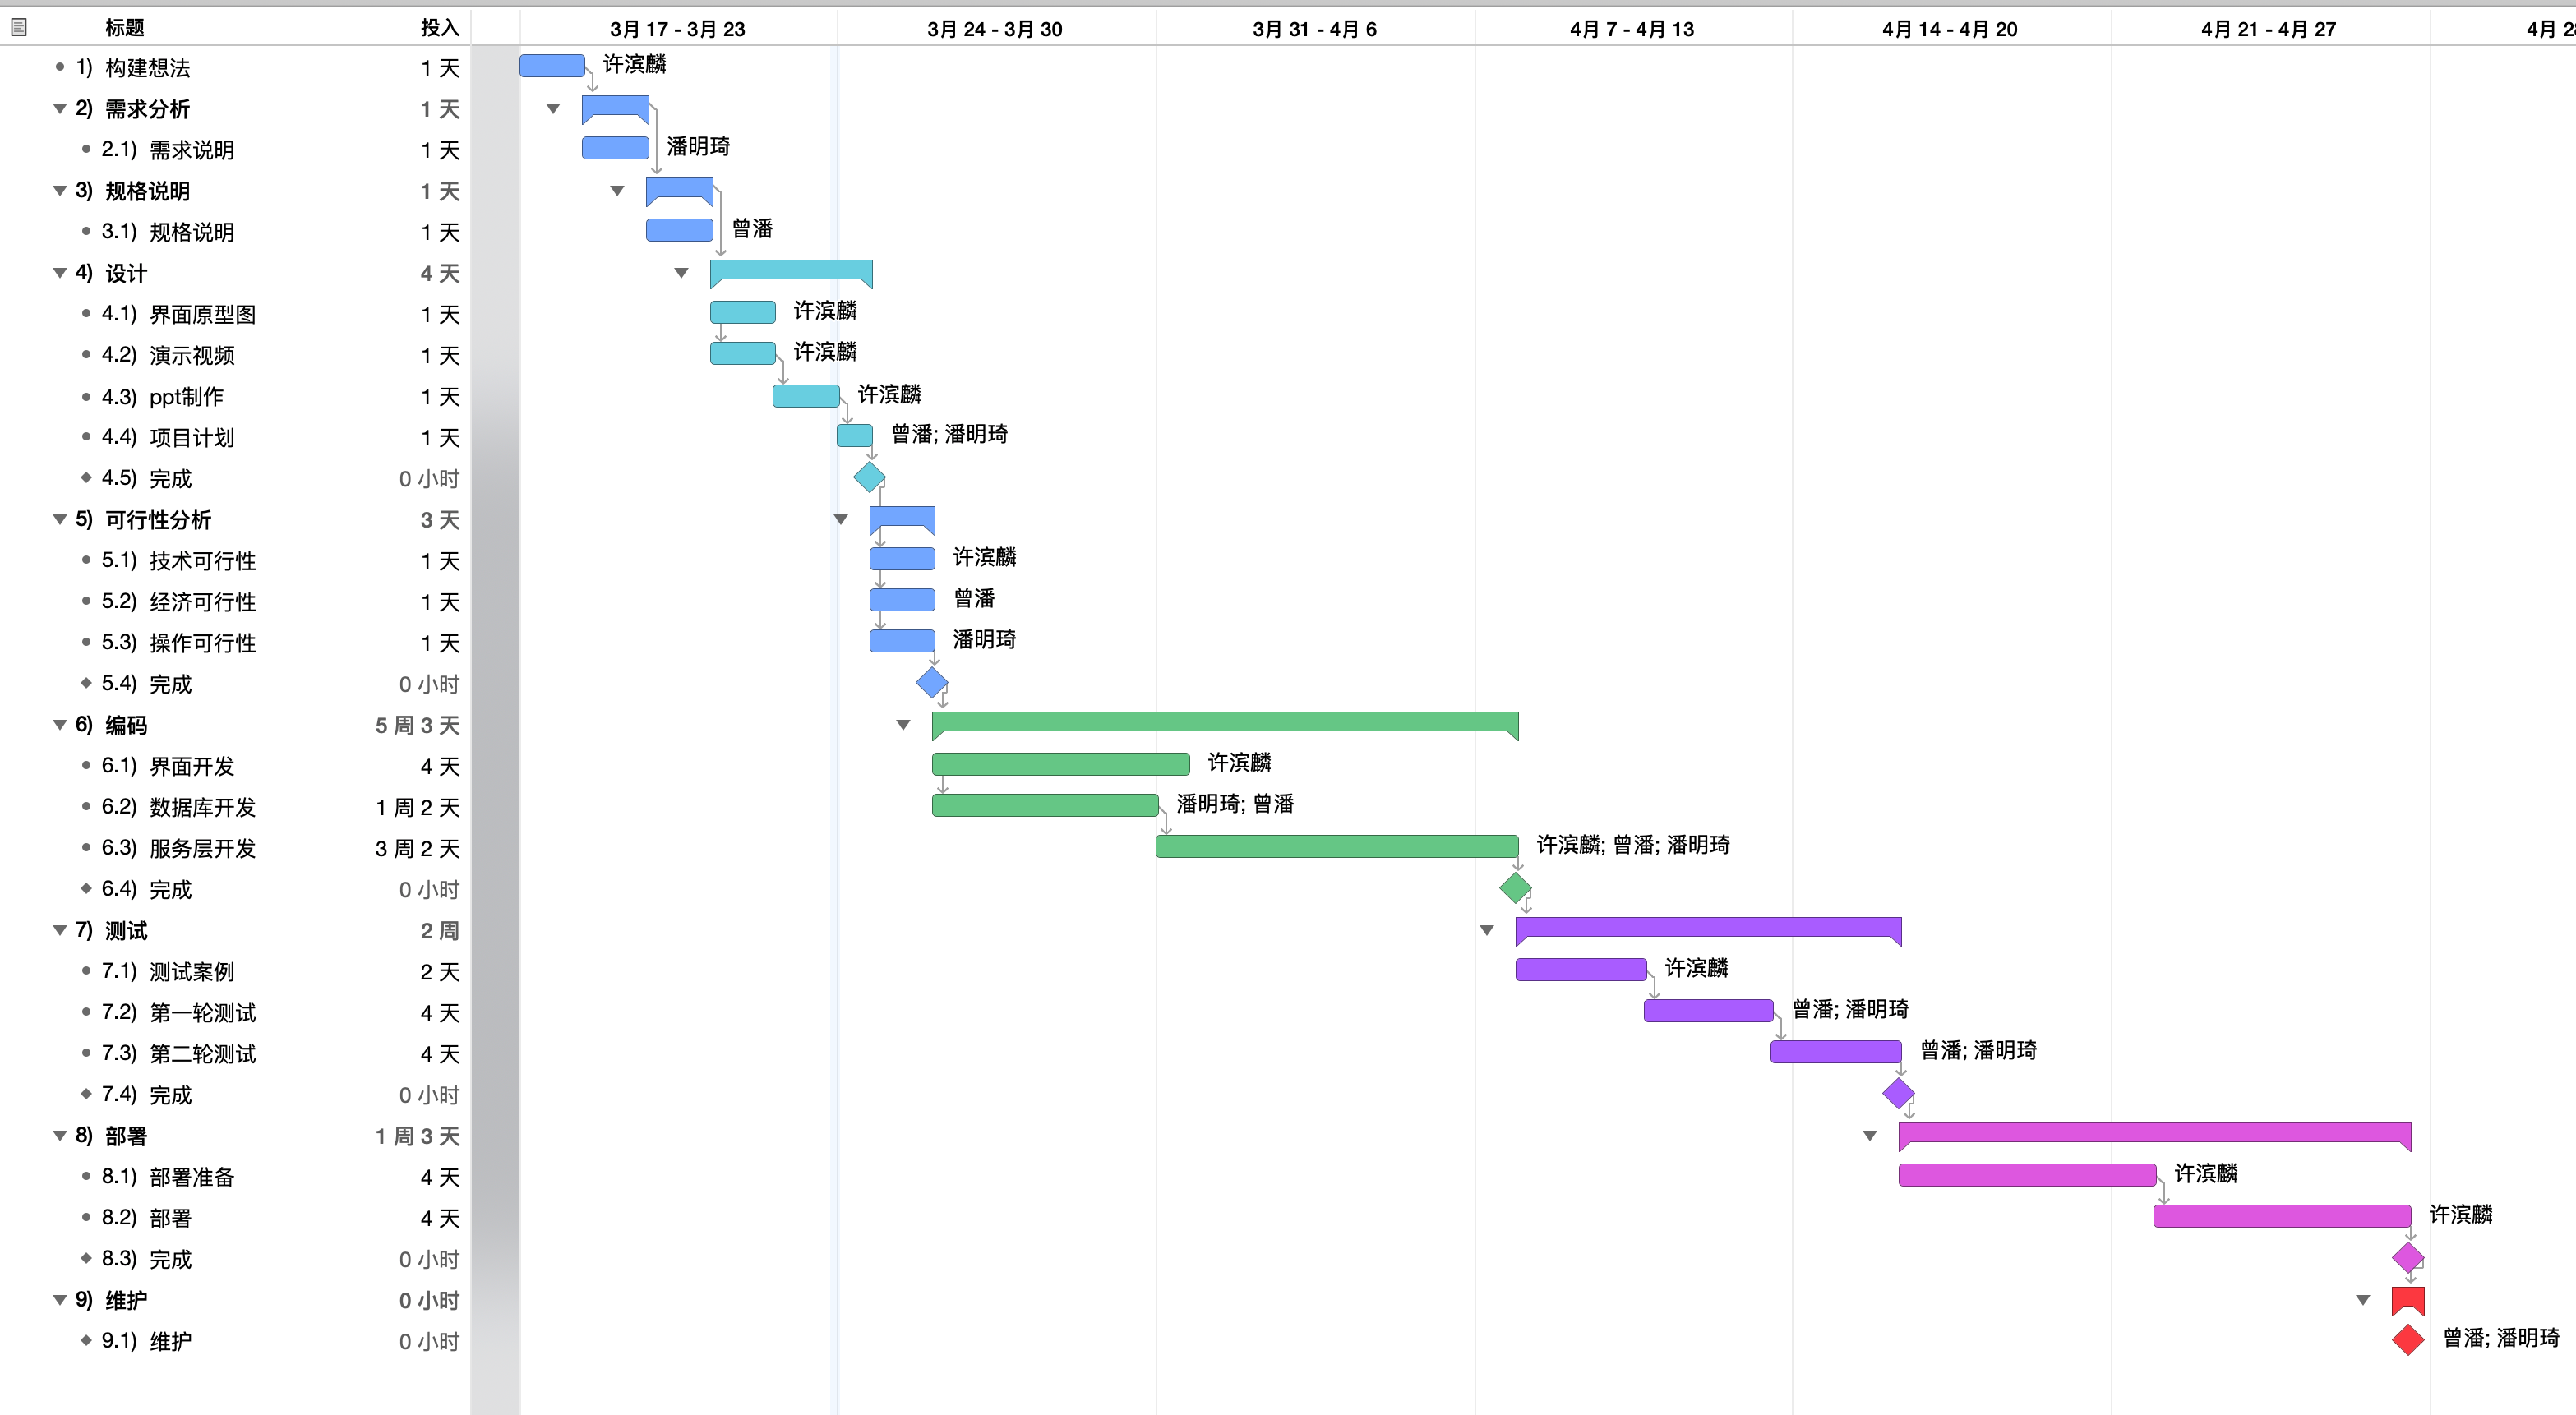 标题 投入 3月 17 - 3月 23 3月 24 - 3月 30 3月 31 - 4月 6 4月 7 - 4月 13 4月 14 - 4月 20 4月 21 - 4月 27 4月
1) 构建想法 1 天 许滨麟
2) 需求分析 1 天
2.1) 需求说明 1 天 潘明琦
3) 规格说明 1 天
3.1) 规格说明 1 天 曾潘
4) 设计 4 天
4.1) 界面原型图 1 天 许滨麟
4.2) 演示视频 1 天 许滨麟
4.3) ppt制作 1 天 许滨麟
4.4) 项目计划 1 天 曾潘; 潘明琦
4.5) 完成 0 小时
5) 可行性分析 3 天
5.1) 技术可行性 1 天 许滨麟
5.2) 经济可行性 1 天 曾潘
5.3) 操作可行性 1 天 潘明琦
5.4) 完成 0 小时
6) 编码 5 周 3 天
6.1) 界面开发 4 天 许滨麟
6.2) 数据库开发 1 周 2 天 潘明琦; 曾潘
6.3) 服务层开发 3 周 2 天 许滨麟; 曾潘; 潘明琦
6.4) 完成 0 小时
7) 测试 2 周
7.1) 测试案例 2 天 许滨麟
7.2) 第一轮测试 4 天 曾潘; 潘明琦
7.3) 第二轮测试 4 天 曾潘; 潘明琦
7.4) 完成 0 小时
8) 部署 1 周 3 天
8.1) 部署准备 4 天 许滨麟
8.2) 部署 4 天 许滨麟
8.3) 完成 0 小时
9) 维护 0 小时
9.1) 维护 0 小时 曾潘; 潘明琦